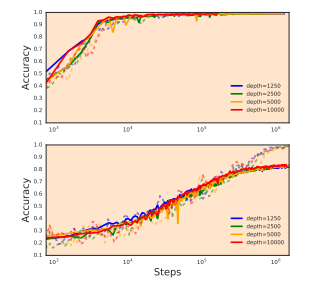 1.0
0.9
0.8
0.7
0.6
0.5
0.4
0.3
0.2
0.1
Accuracy
depth=1250
depth=2500
depth=5000
depth=10000
10³ 10⁴ 10⁵ 10⁶
1.0
0.9
0.8
0.7
0.6
0.5
0.4
0.3
0.2
0.1
Accuracy
depth=1250
depth=2500
depth=5000
depth=10000
10³ 10⁴ 10⁵ 10⁶
Steps